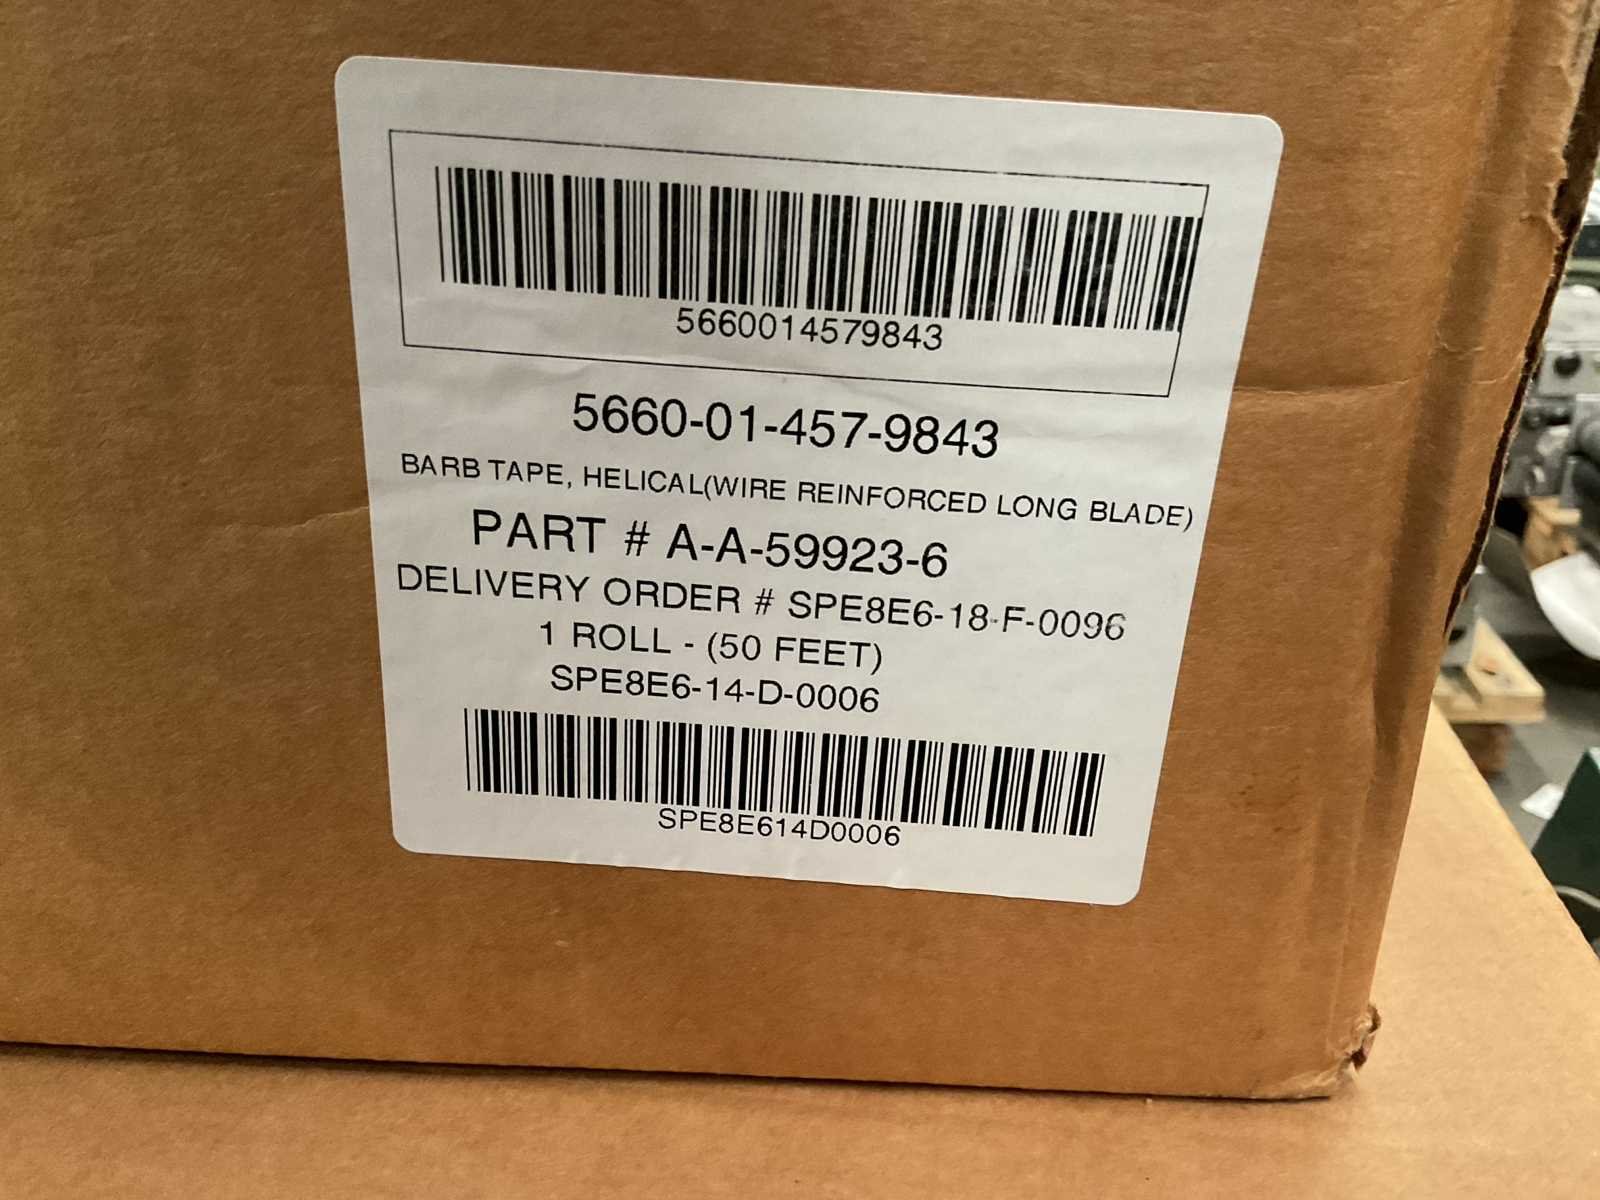 5660014579843
5660-01-457-9843
BARB TAPE, HELICAL(WIRE REINFORCED LONG BLADE)
PART # A-A-59923-6
DELIVERY ORDER # SPE8E6-18-F-0096
1 ROLL - (50 FEET)
SPE8E6-14-D-0006
SPE8E614D0006